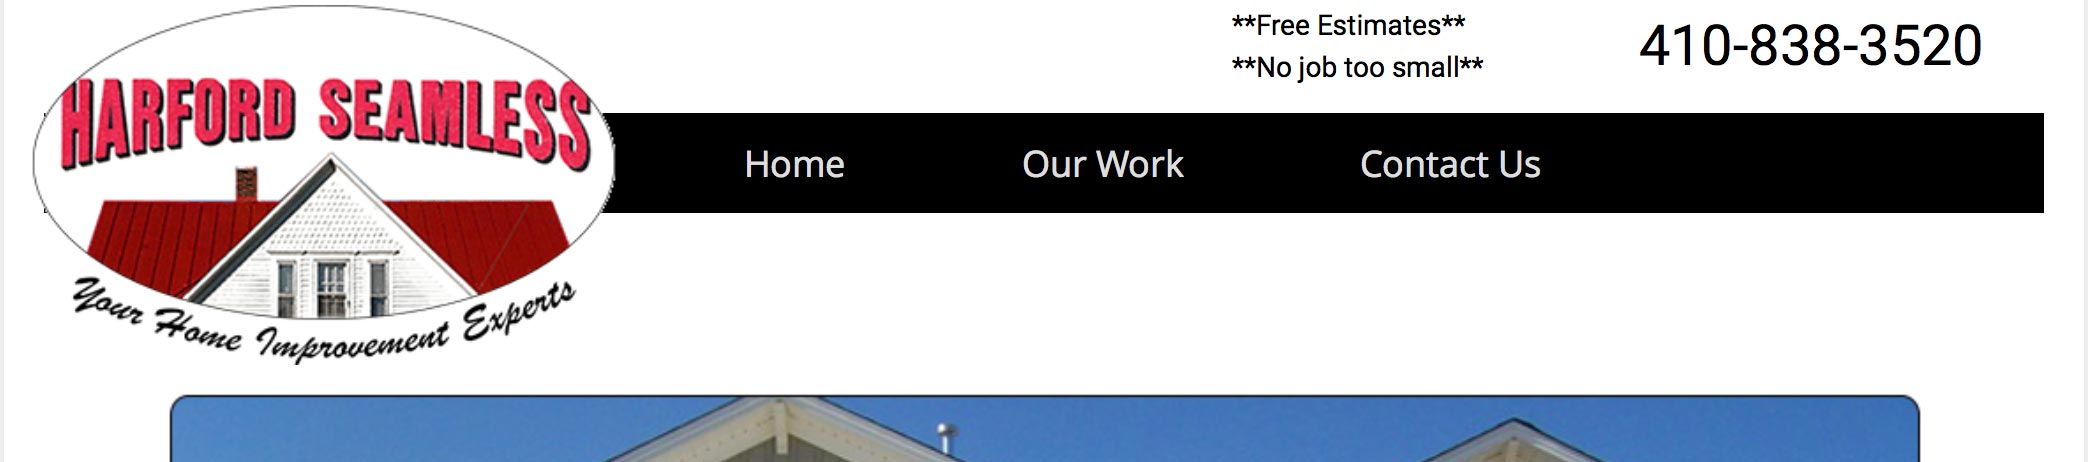 **Free Estimates**
410-838-3520
**No job too small**
HARFORD SEAMLESS
Home
Our Work
Contact Us
Your Home Improvement Experts